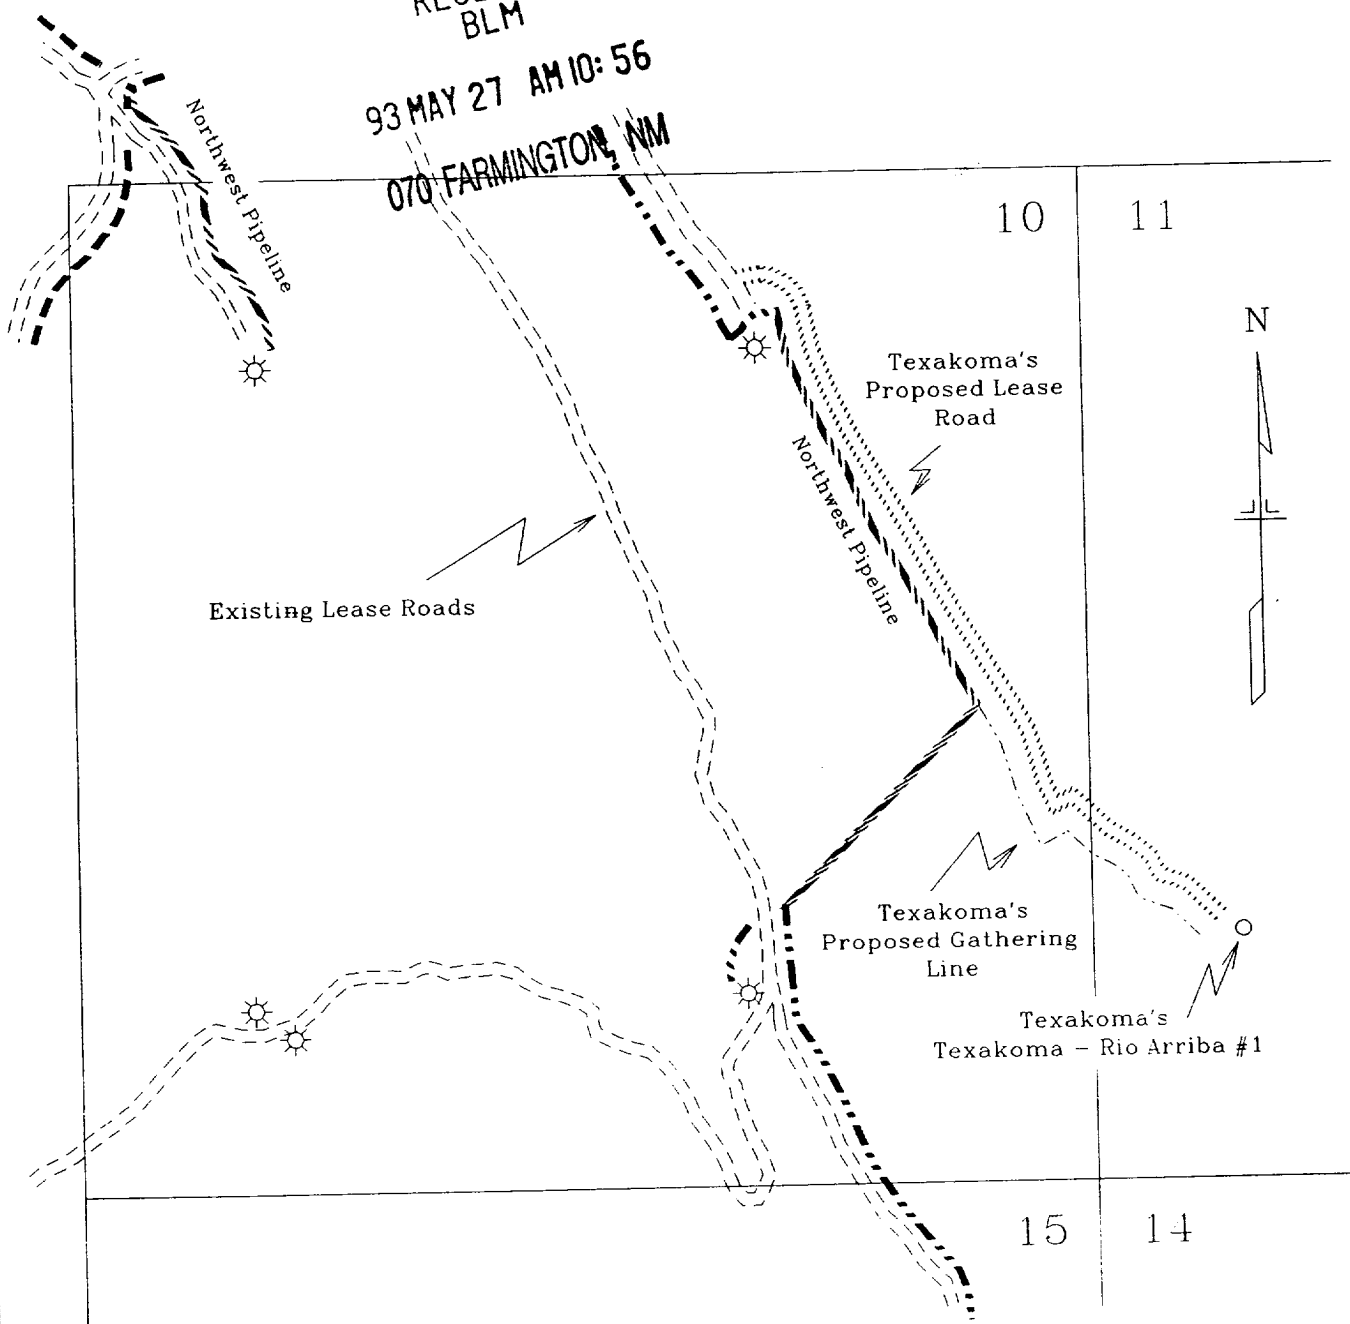 BLM
93 MAY 27 AM 10: 56
070 FARMINGTON, NM
Northwest Pipeline
10
11
N
Texakoma's
Proposed Lease
Road
Northwest Pipeline
Existing Lease Roads
Texakoma's
Proposed Gathering
Line
Texakoma's
Texakoma - Rio Arriba #1
15
14